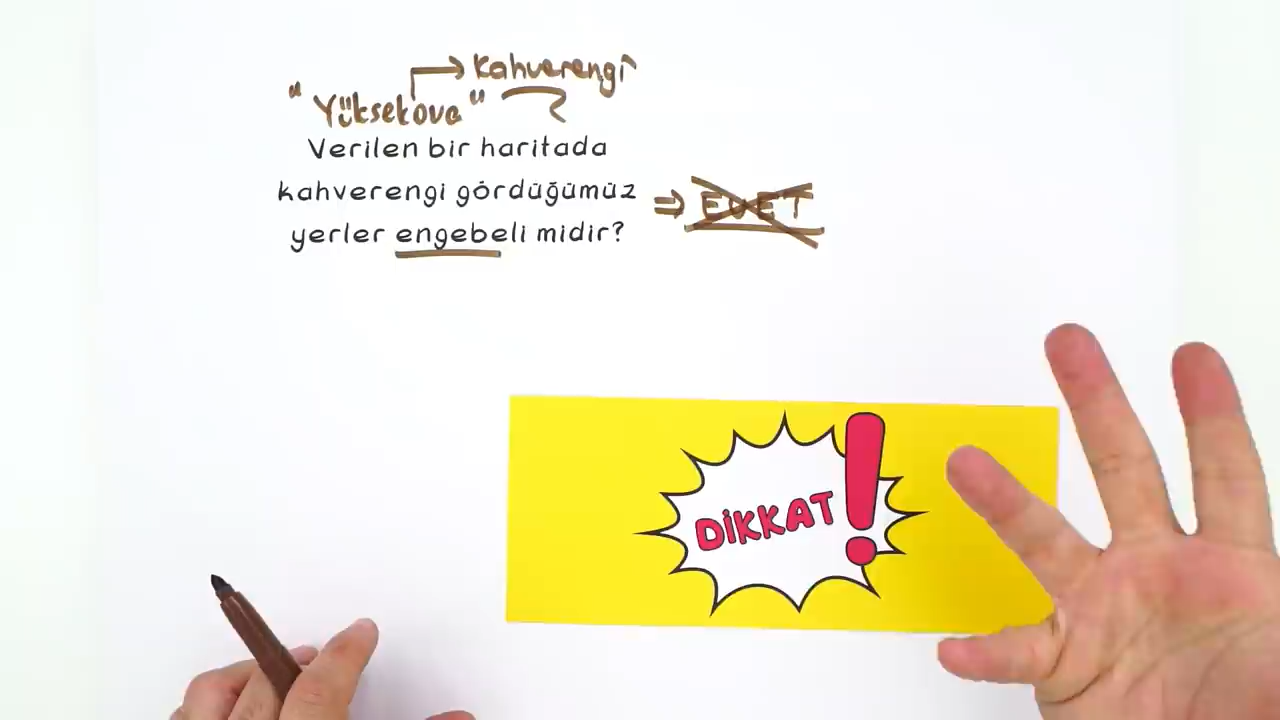 Kahverengi
"Yüksekova"
Verilen bir haritada
kahverengi gördüğümüz
yerler engebeli midir?
⇒ EVET
DİKKAT!